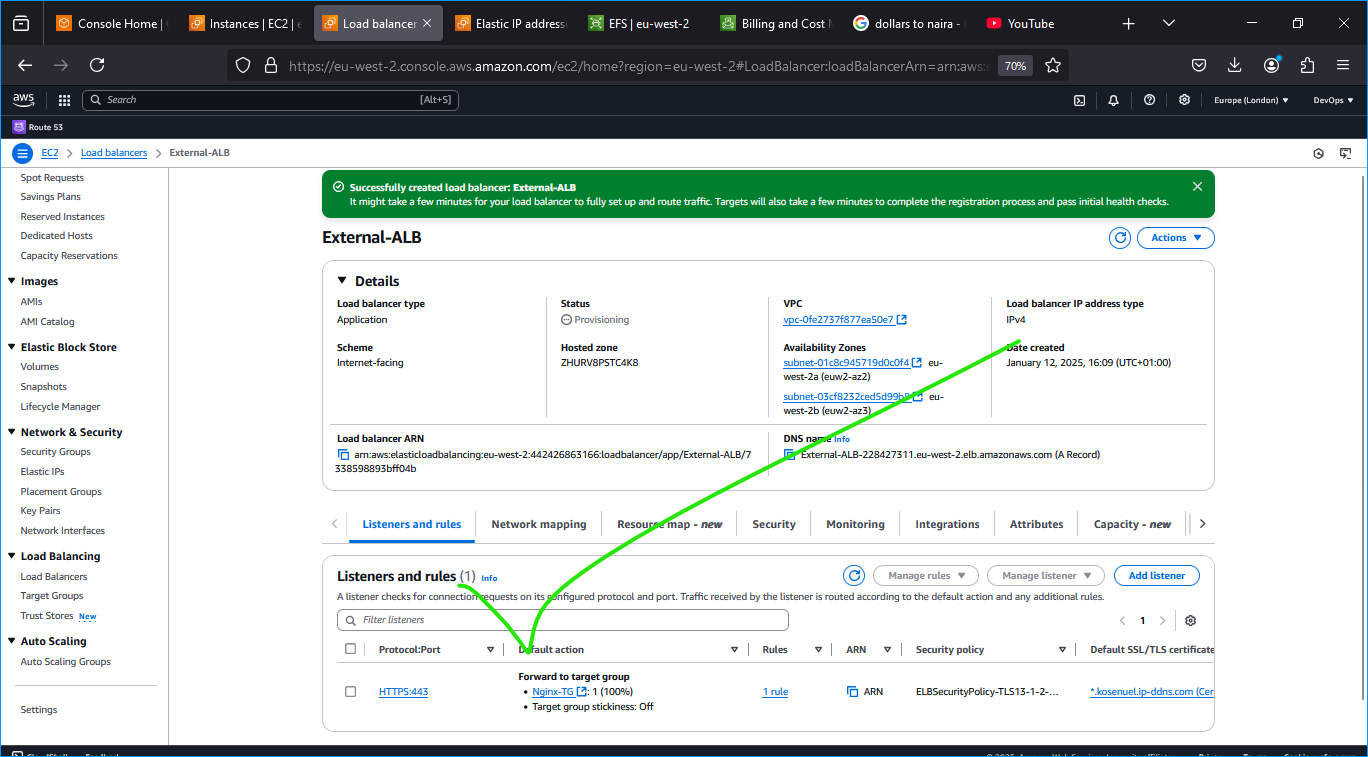 Console Home |
Instances | EC2 | e
Load balancer
Elastic IP address
EFS | eu-west-2
Billing and Cost M
dollars to naira -
YouTube
https://eu-west-2.console.aws.amazon.com/ec2/home?region=eu-west-2#LoadBalancer:loadBalancerArn=arn:aws:e
70%
aws
Search
[Alt+S]
Europe (London)
DevOps
Route 53
EC2
Load balancers
External-ALB
Spot Requests
Savings Plans
Reserved Instances
Dedicated Hosts
Capacity Reservations
Images
AMIs
AMI Catalog
Elastic Block Store
Volumes
Snapshots
Lifecycle Manager
Network & Security
Security Groups
Elastic IPs
Placement Groups
Key Pairs
Network Interfaces
Load Balancing
Load Balancers
Target Groups
Trust Stores New
Auto Scaling
Auto Scaling Groups
Settings
Successfully created load balancer: External-ALB
It might take a few minutes for your load balancer to fully set up and route traffic. Targets will also take a few minutes to complete the registration process and pass initial health checks.
External-ALB
Actions
Details
Load balancer type
Application
Status
Provisioning
VPC
vpc-0fe2737f877ea50e7
Load balancer IP address type
IPv4
Scheme
Internet-facing
Hosted zone
ZHURV8PSTC4K8
Availability Zones
subnet-01c8c945719d0c0f4 eu-
west-2a (euw2-az2)
subnet-03cf8232ced5d99b8 eu-
west-2b (euw2-az3)
Date created
January 12, 2025, 16:09 (UTC+01:00)
Load balancer ARN
arn:aws:elasticloadbalancing:eu-west-2:442426863166:loadbalancer/app/External-ALB/7
338598893bff04b
DNS name Info
External-ALB-228427311.eu-west-2.elb.amazonaws.com (A Record)
Listeners and rules
Network mapping
Resource map - new
Security
Monitoring
Integrations
Attributes
Capacity - new
Listeners and rules (1) Info
Manage rules
Manage listener
Add listener
A listener checks for connection requests on its configured protocol and port. Traffic received by the listener is routed according to the default action and any additional rules.
Filter listeners
1
Protocol:Port
Default action
Rules
ARN
Security policy
Default SSL/TLS certificate
HTTPS:443
Forward to target group
• Nginx-TG : 1 (100%)
• Target group stickiness: Off
1 rule
ARN
ELBSecurityPolicy-TLS13-1-2-...
*.kosenuel.ip-ddns.com (Cer